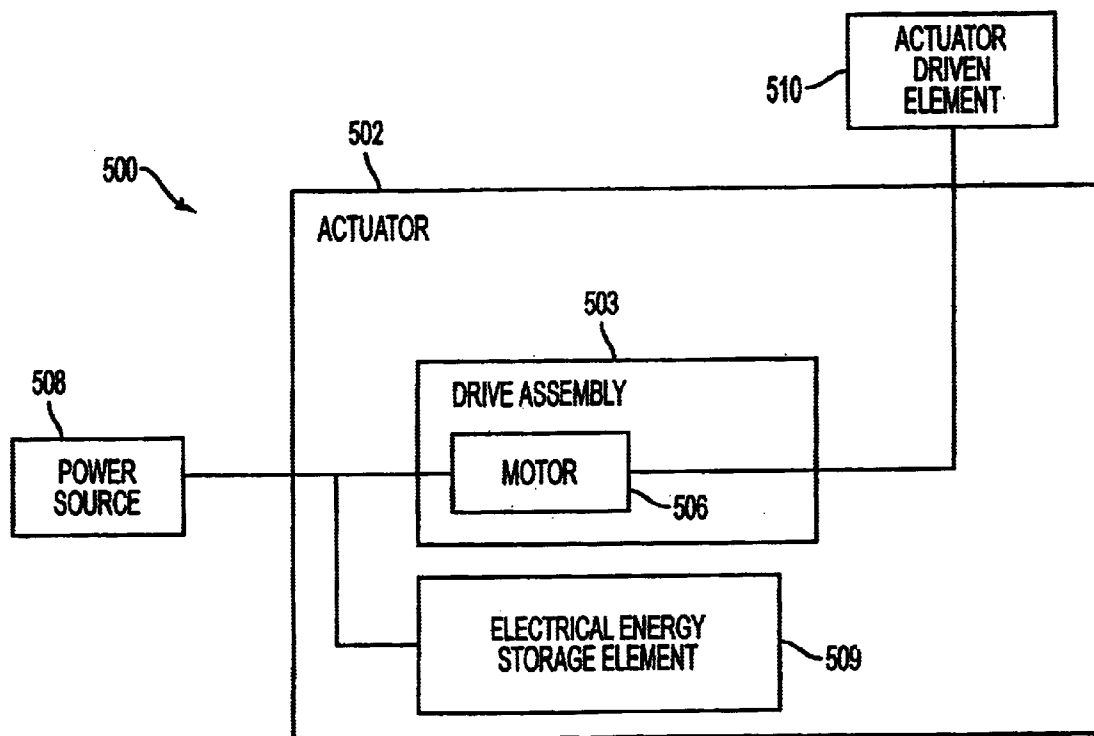 ACTUATOR
DRIVEN
ELEMENT
510
502
500
ACTUATOR
503
508
DRIVE ASSEMBLY
POWER
SOURCE
MOTOR
506
ELECTRICAL ENERGY
STORAGE ELEMENT
509